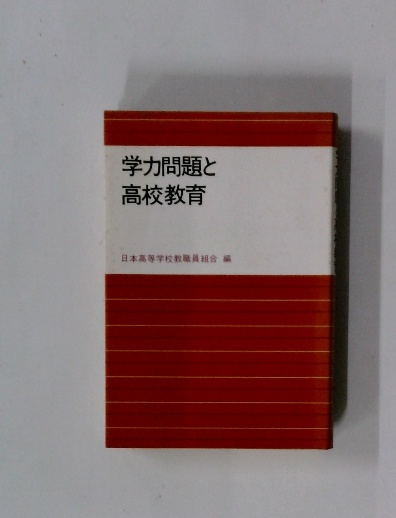 学力問題と
高校教育
日本高等学校教職員組合 編